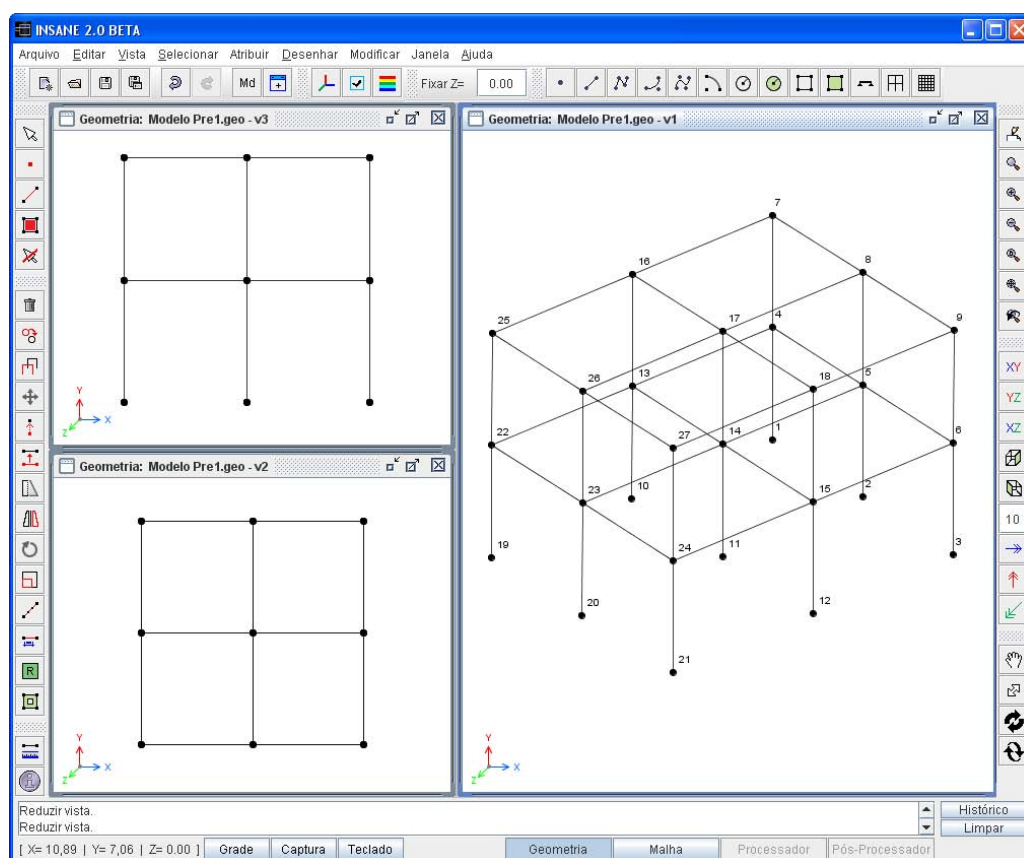 INSANE 2.0 BETA
Arquivo Editar Vista Selecionar Atribuir Desenhar Modificar Janela Ajuda
Md Fixar Z= 0.00
Geometria: Modelo Pre1.geo - v3
Y
X
Z
Geometria: Modelo Pre1.geo - v2
Y
X
Z
Geometria: Modelo Pre1.geo - v1
7
16
8
25
17
4
9
26
13
18
5
22
27
14
1
6
23
10
15
2
19
24
11
3
20
12
21
Y
X
Z
XY
YZ
XZ
10
R
Reduzir vista.
Reduzir vista.
Histórico
Limpar
[ X= 10,89 | Y= 7,06 | Z= 0.00 ] Grade Captura Teclado Geometria Malha Processador Pós-Processador